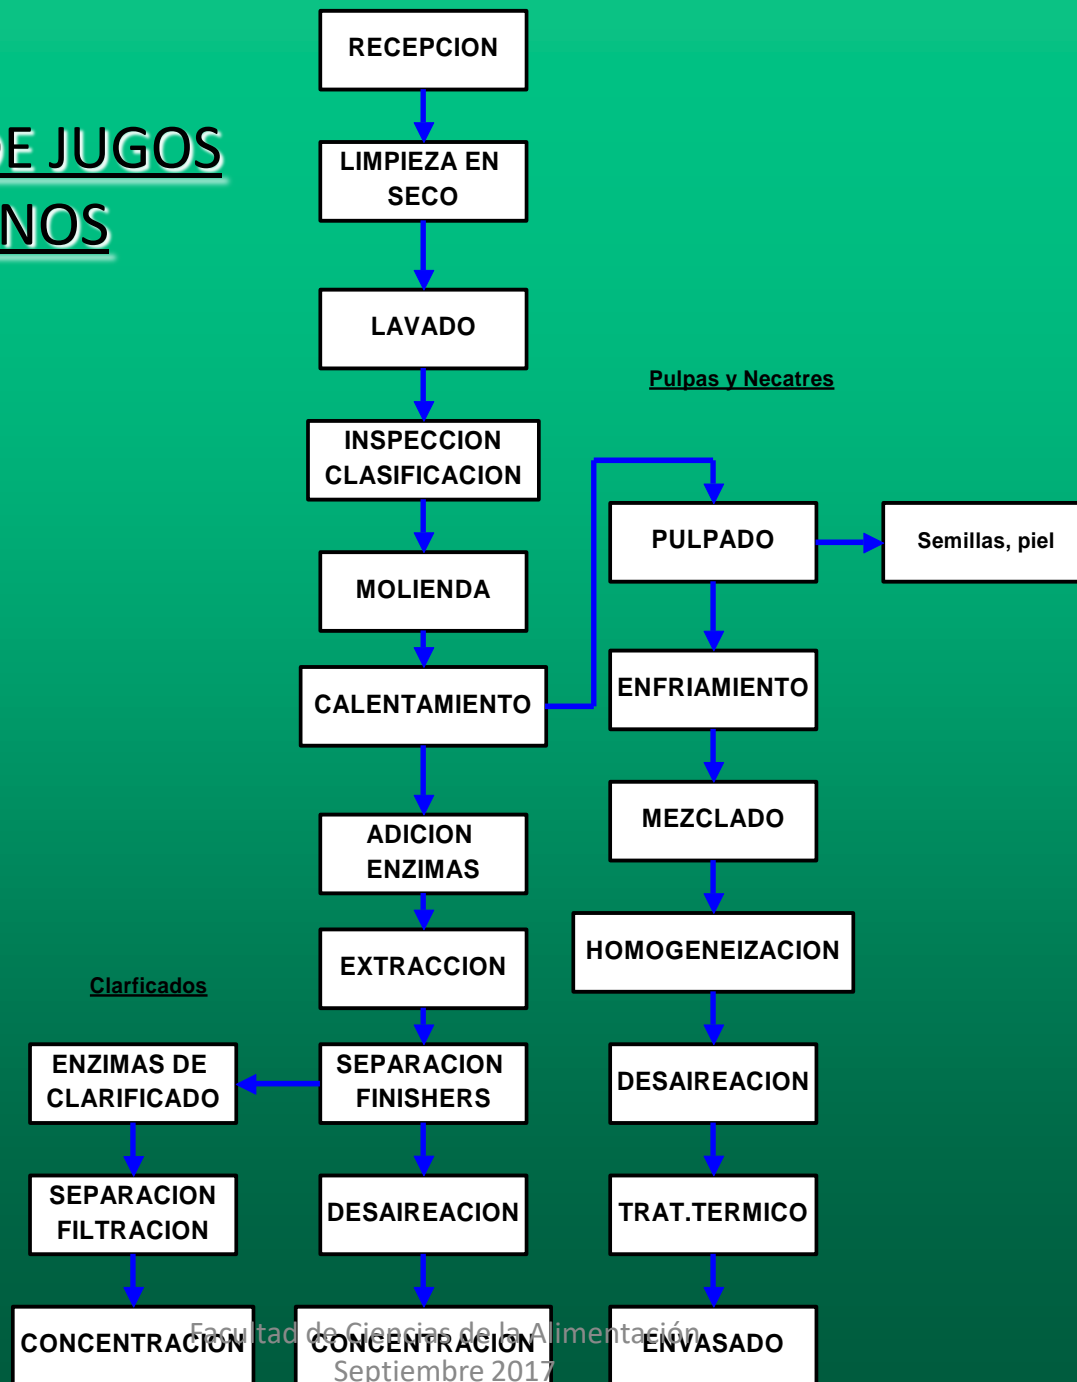 RECEPCION
DE JUGOS
NOS
LIMPIEZA EN
SECO
LAVADO
Pulpas y Necatres
INSPECCION
CLASIFICACION
PULPADO
Semillas, piel
MOLIENDA
CALENTAMIENTO
ENFRIAMIENTO
MEZCLADO
ADICION
ENZIMAS
HOMOGENEIZACION
EXTRACCION
Clarficados
ENZIMAS DE
CLARIFICADO
SEPARACION
FINISHERS
DESAIREACION
SEPARACION
FILTRACION
DESAIREACION
TRAT.TERMICO
CONCENTRACION
CONCENTRACION
ENVASADO
Facultad de Ciencias de la Alimentación
Septiembre 2017